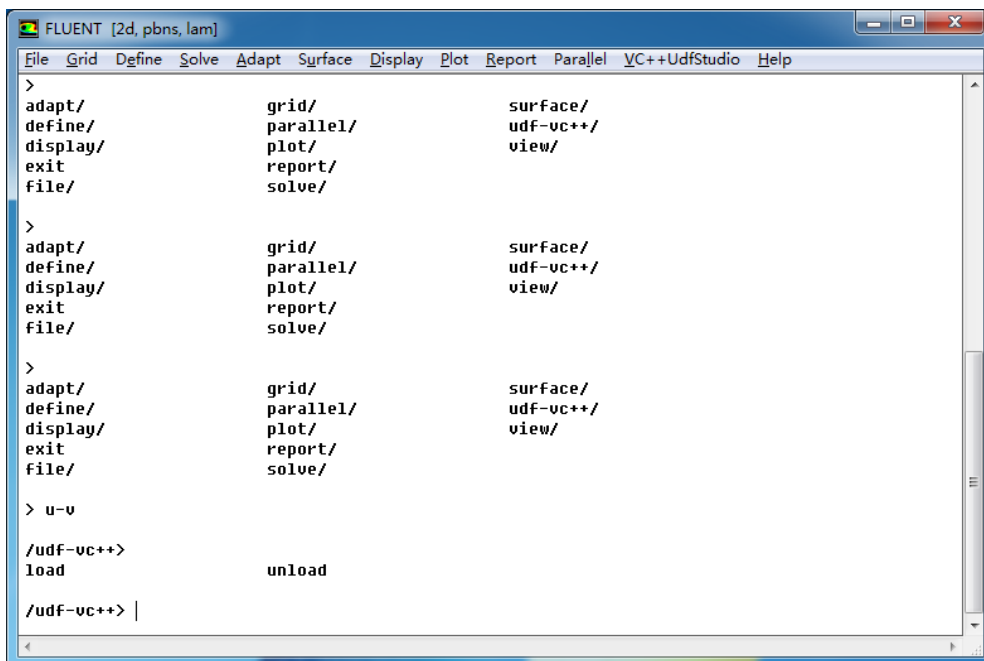 FLUENT [2d, pbns, lam]
File Grid Define Solve Adapt Surface Display Plot Report Parallel VC++UdfStudio Help
>
adapt/ grid/ surface/
define/ parallel/ udf-vc++/
display/ plot/ view/
exit report/
file/ solve/
>
adapt/ grid/ surface/
define/ parallel/ udf-vc++/
display/ plot/ view/
exit report/
file/ solve/
>
adapt/ grid/ surface/
define/ parallel/ udf-vc++/
display/ plot/ view/
exit report/
file/ solve/
> u-v
/udf-vc++>
load unload
/udf-vc++>